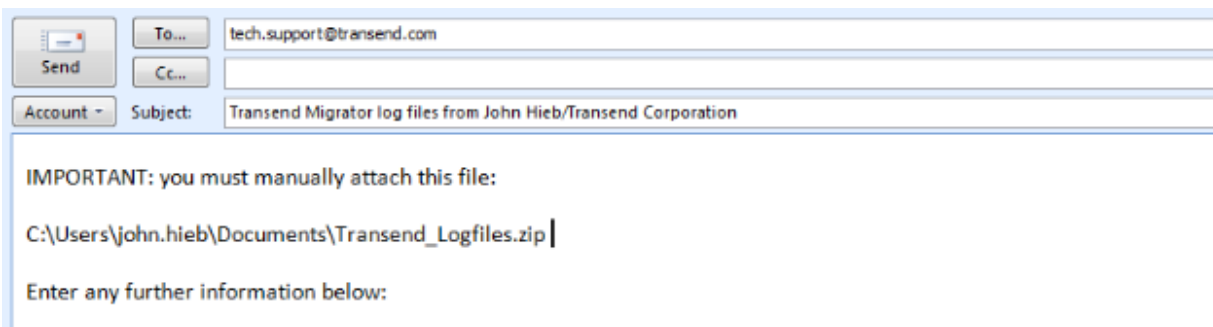 To...
tech.support@transend.com
Send
Cc...
Account
Subject:
Transend Migrator log files from John Hieb/Transend Corporation
IMPORTANT: you must manually attach this file:
C:\Users\john.hieb\Documents\Transend_Logfiles.zip
Enter any further information below: